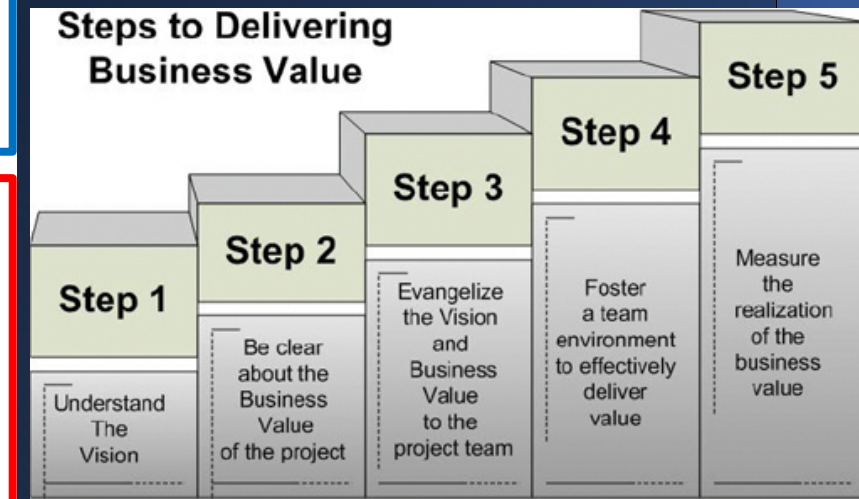 Steps to Delivering
Business Value
Step 1
Understand
The
Vision
Step 2
Be clear
about the
Business
Value
of the project
Step 3
Evangelize
the Vision
and
Business
Value
to the
project team
Step 4
Foster
a team
environment
to effectively
deliver
value
Step 5
Measure
the
realization
of the
business
value